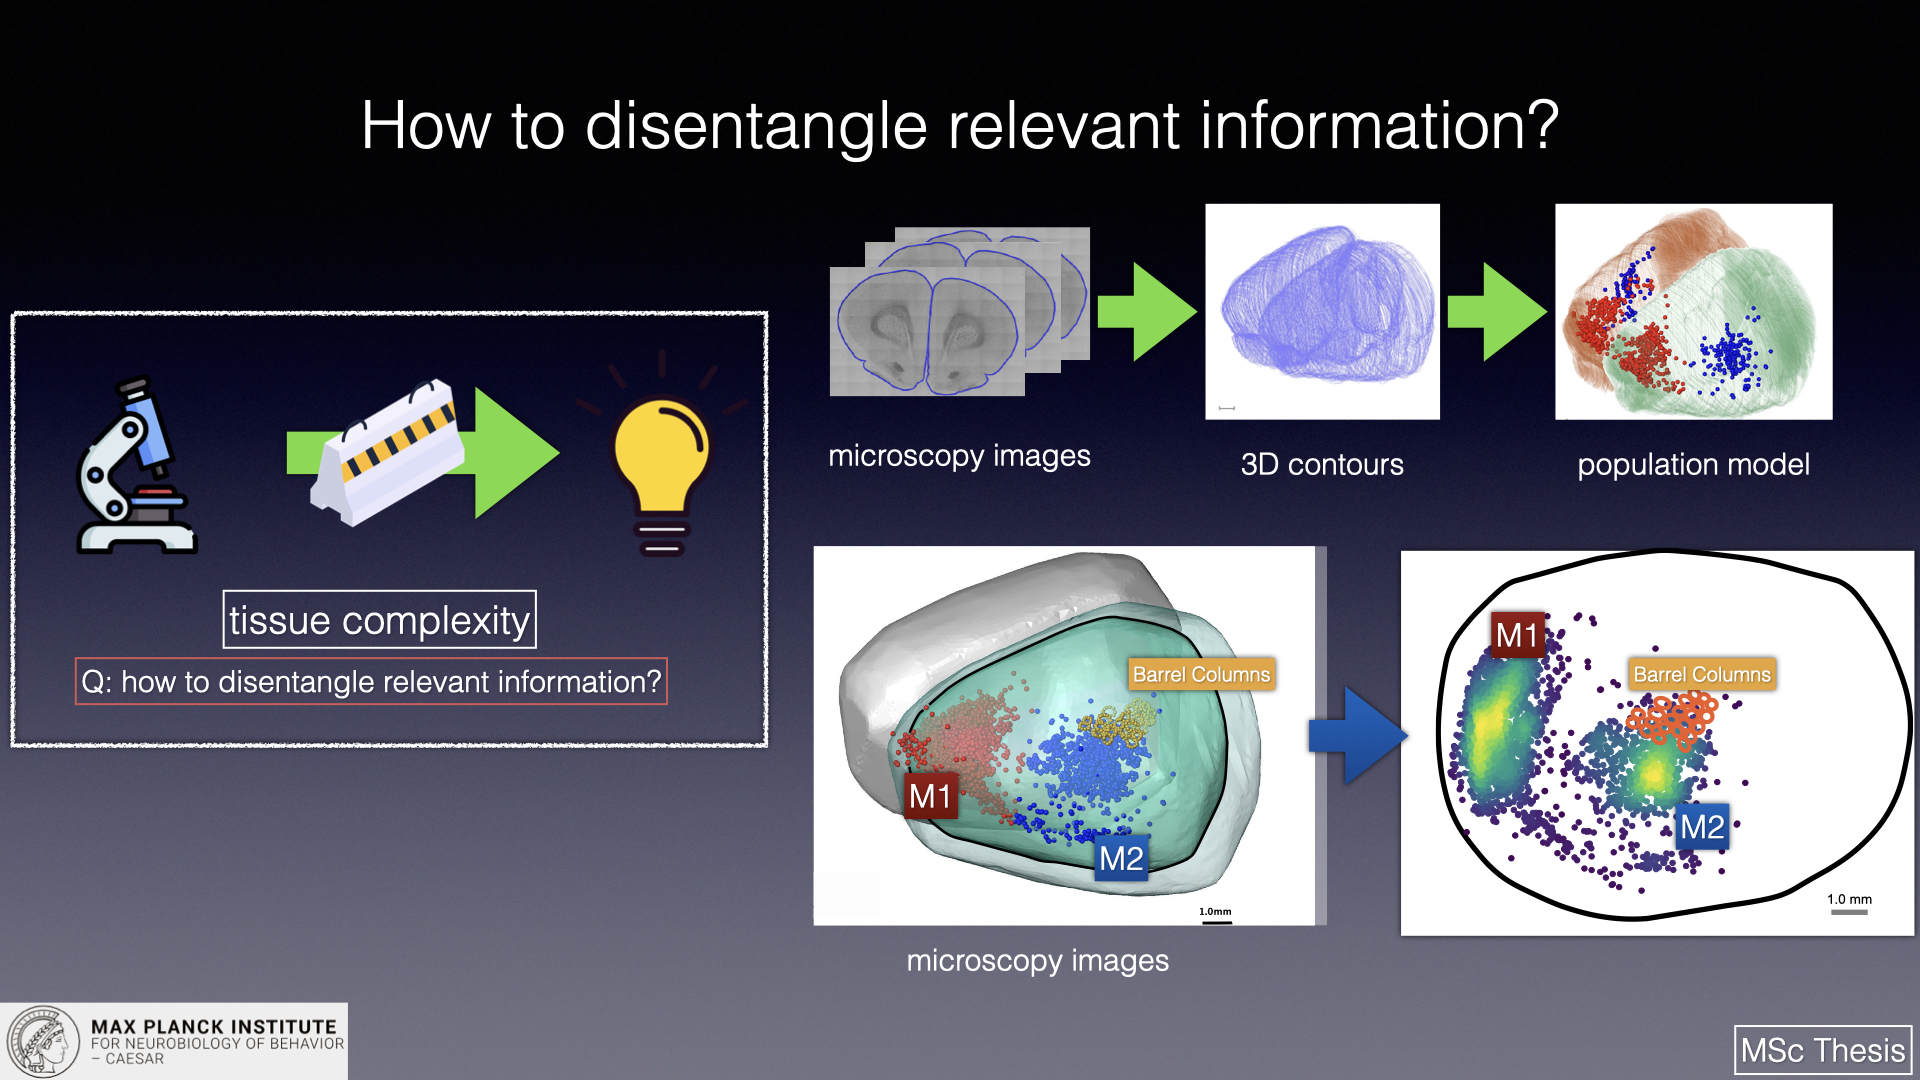 How to disentangle relevant information?
microscopy images
3D contours
population model
tissue complexity
Q: how to disentangle relevant information?
Barrel Columns
M1
M2
1.0mm
microscopy images
M1
Barrel Columns
M2
1.0 mm
MAX PLANCK INSTITUTE
FOR NEUROBIOLOGY OF BEHAVIOR
– CAESAR
MSc Thesis